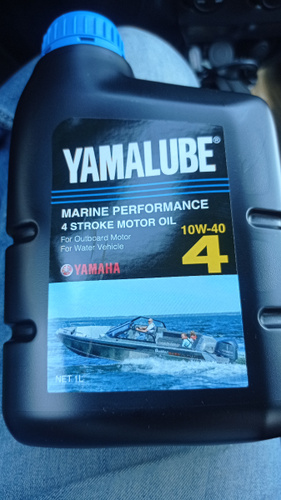 YAMALUBE®
MARINE PERFORMANCE
4 STROKE MOTOR OIL
For Outboard Motor
For Water Vehicle
10W-40
4
YAMAHA
NET 1L